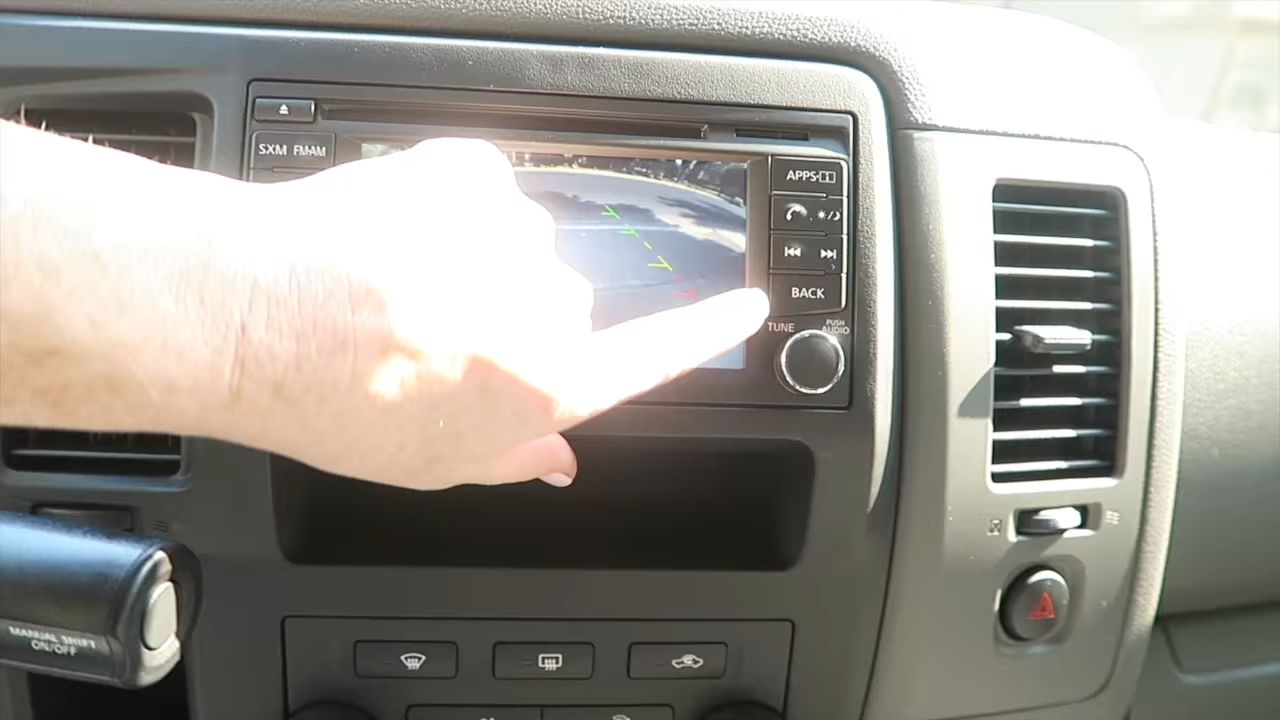 SXM FM·AM
APPS·
BACK
TUNE
PUSH
AUDIO
MANUAL SHIFT
ON/OFF